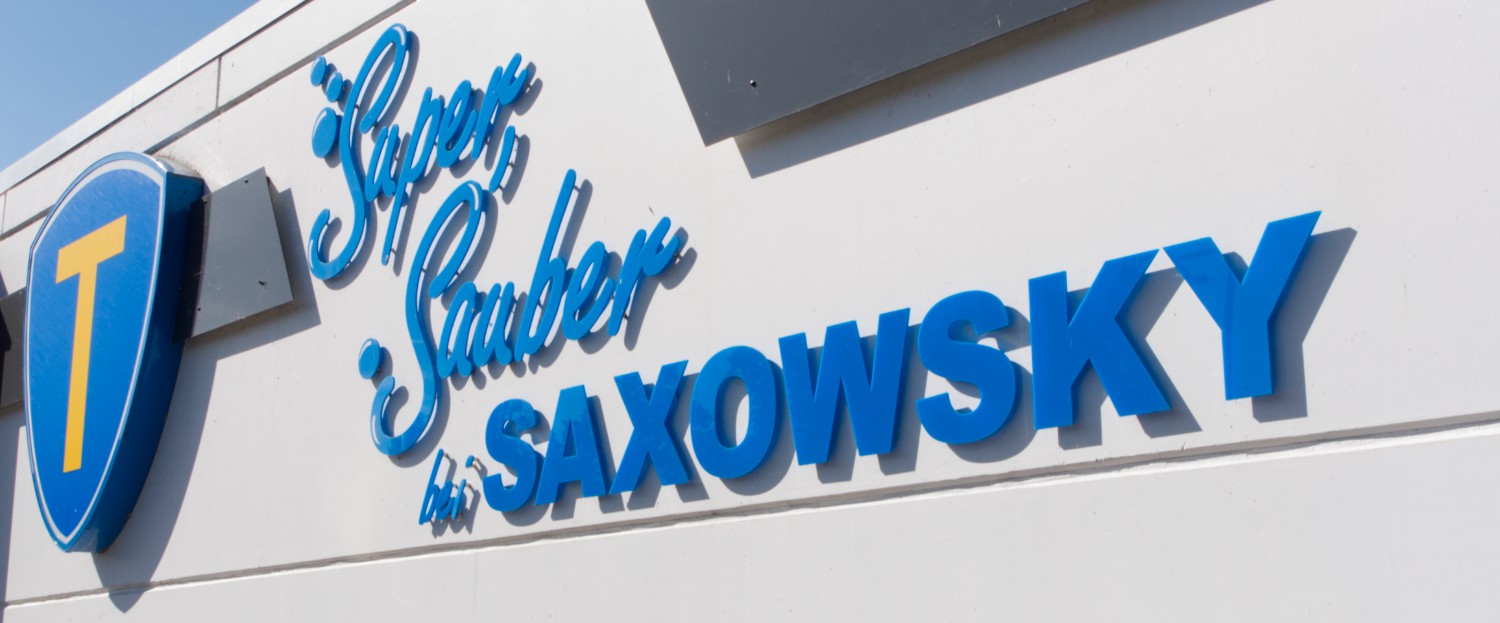 T
Super,
Sauber
bei SAXOWSKY